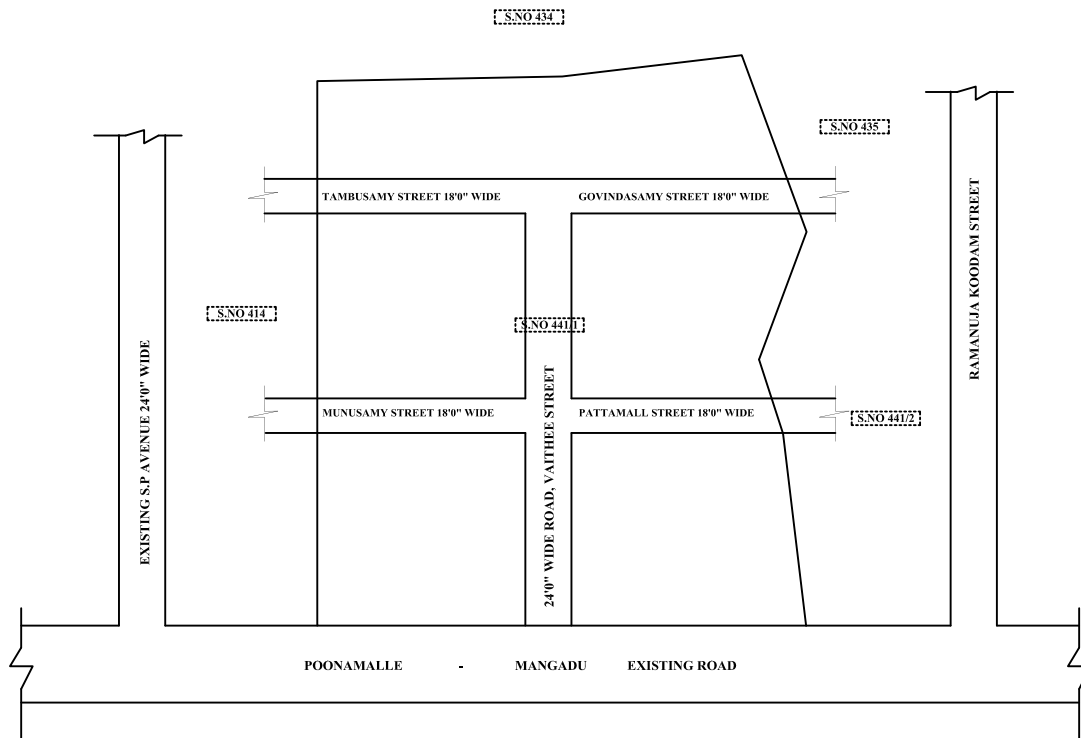 S.NO 434
S.NO 435
TAMBUSAMY STREET 18'0" WIDE
GOVINDASAMY STREET 18'0" WIDE
RAMANUJA KOODAM STREET
S.NO 414
S.NO 441/1
EXISTING S.P AVENUE 24'0" WIDE
MUNUSAMY STREET 18'0" WIDE
PATTAMALL STREET 18'0" WIDE
S.NO 441/2
24'0" WIDE ROAD, VAITHEE STREET
POONAMALLE - MANGADU EXISTING ROAD